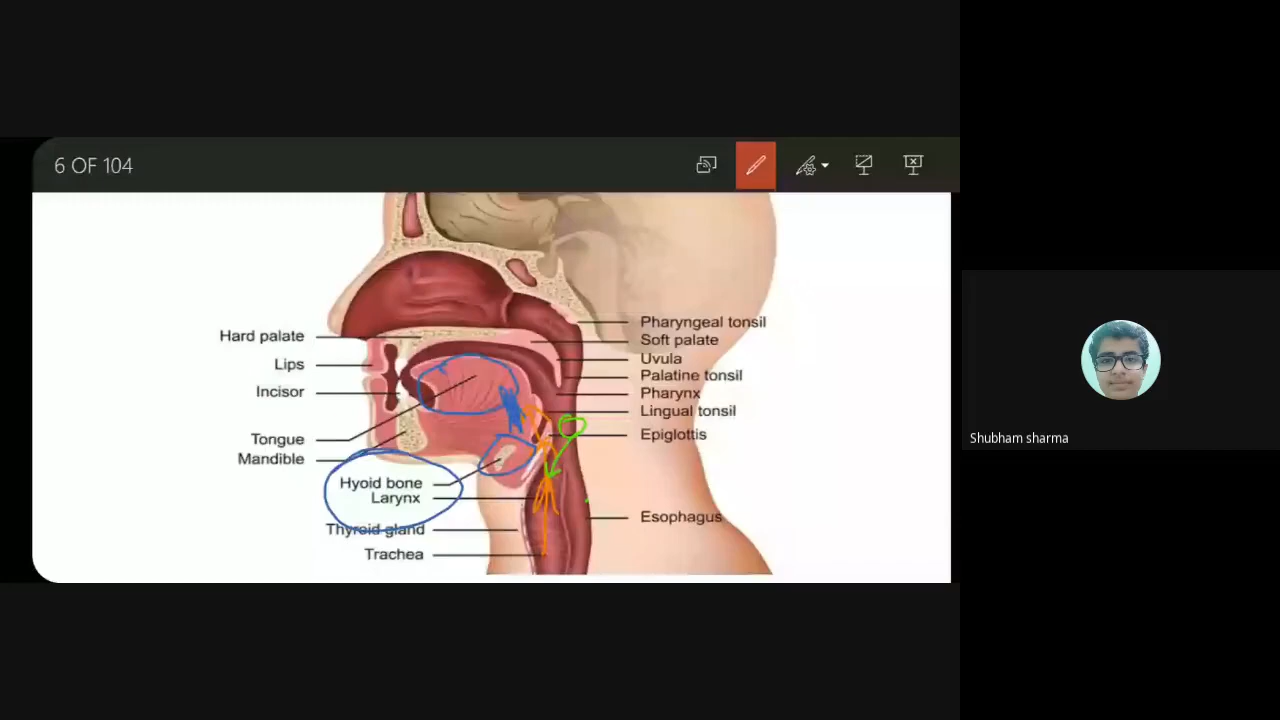 6 OF 104
Hard palate
Lips
Incisor
Tongue
Mandible
Hyoid bone
Larynx
Thyroid gland
Trachea
Pharyngeal tonsil
Soft palate
Uvula
Palatine tonsil
Pharynx
Lingual tonsil
Epiglottis
Esophagus
Shubham sharma